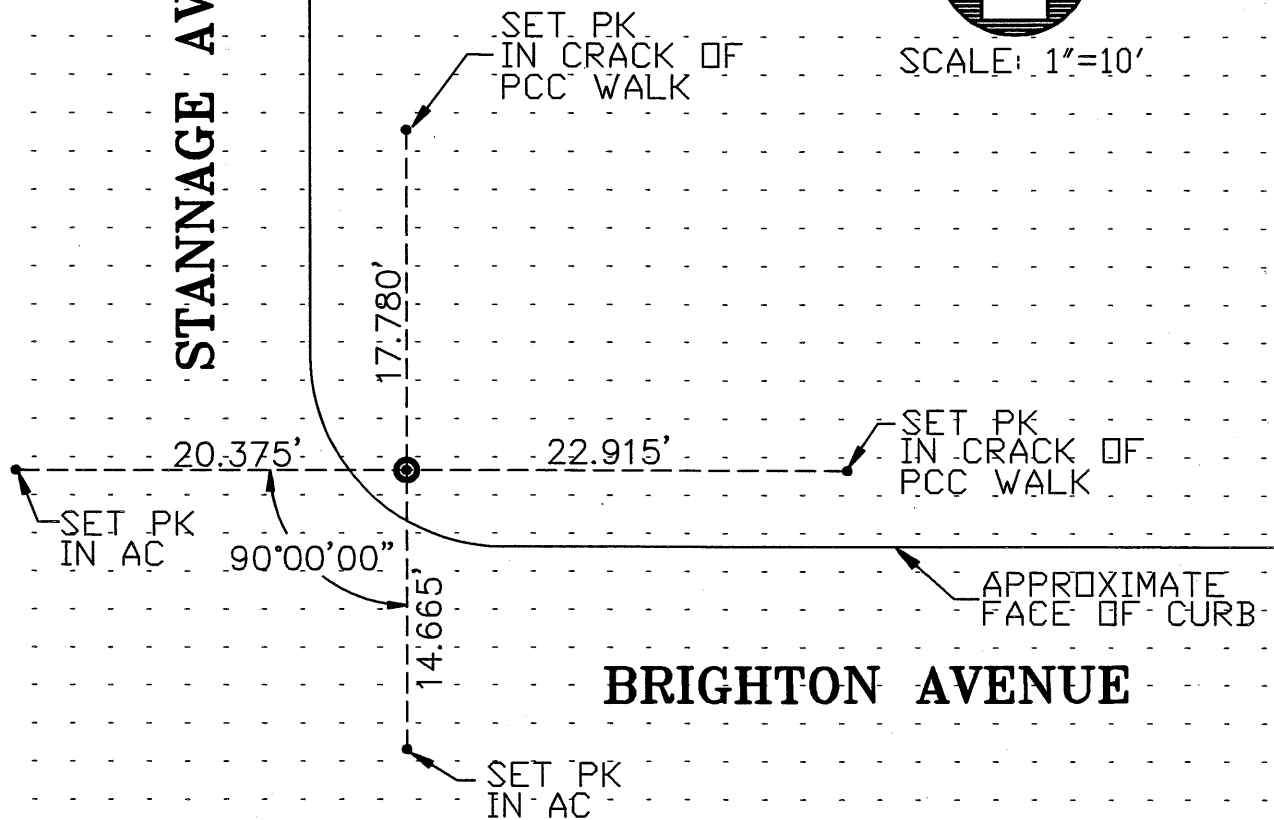 SET PK
IN CRACK OF
PCC WALK
SCALE: 1"=10'
STANNAGE AV
17.780'
20.375'
22.915'
SET PK
IN CRACK OF
PCC WALK
SET PK
IN AC
90°00'00"
14.665'
APPROXIMATE
FACE OF CURB
BRIGHTON AVENUE
SET PK
IN AC